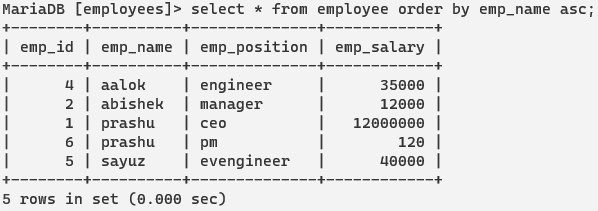 MariaDB [employees]> select * from employee order by emp_name asc;
+--------+----------+--------------+------------+
| emp_id | emp_name | emp_position | emp_salary |
+--------+----------+--------------+------------+
|      4 | aalok    | engineer     |      35000 |
|      2 | abishek  | manager      |      12000 |
|      1 | prashu   | ceo          |   12000000 |
|      6 | prashu   | pm           |        120 |
|      5 | sayuz    | evengineer   |      40000 |
+--------+----------+--------------+------------+
5 rows in set (0.000 sec)